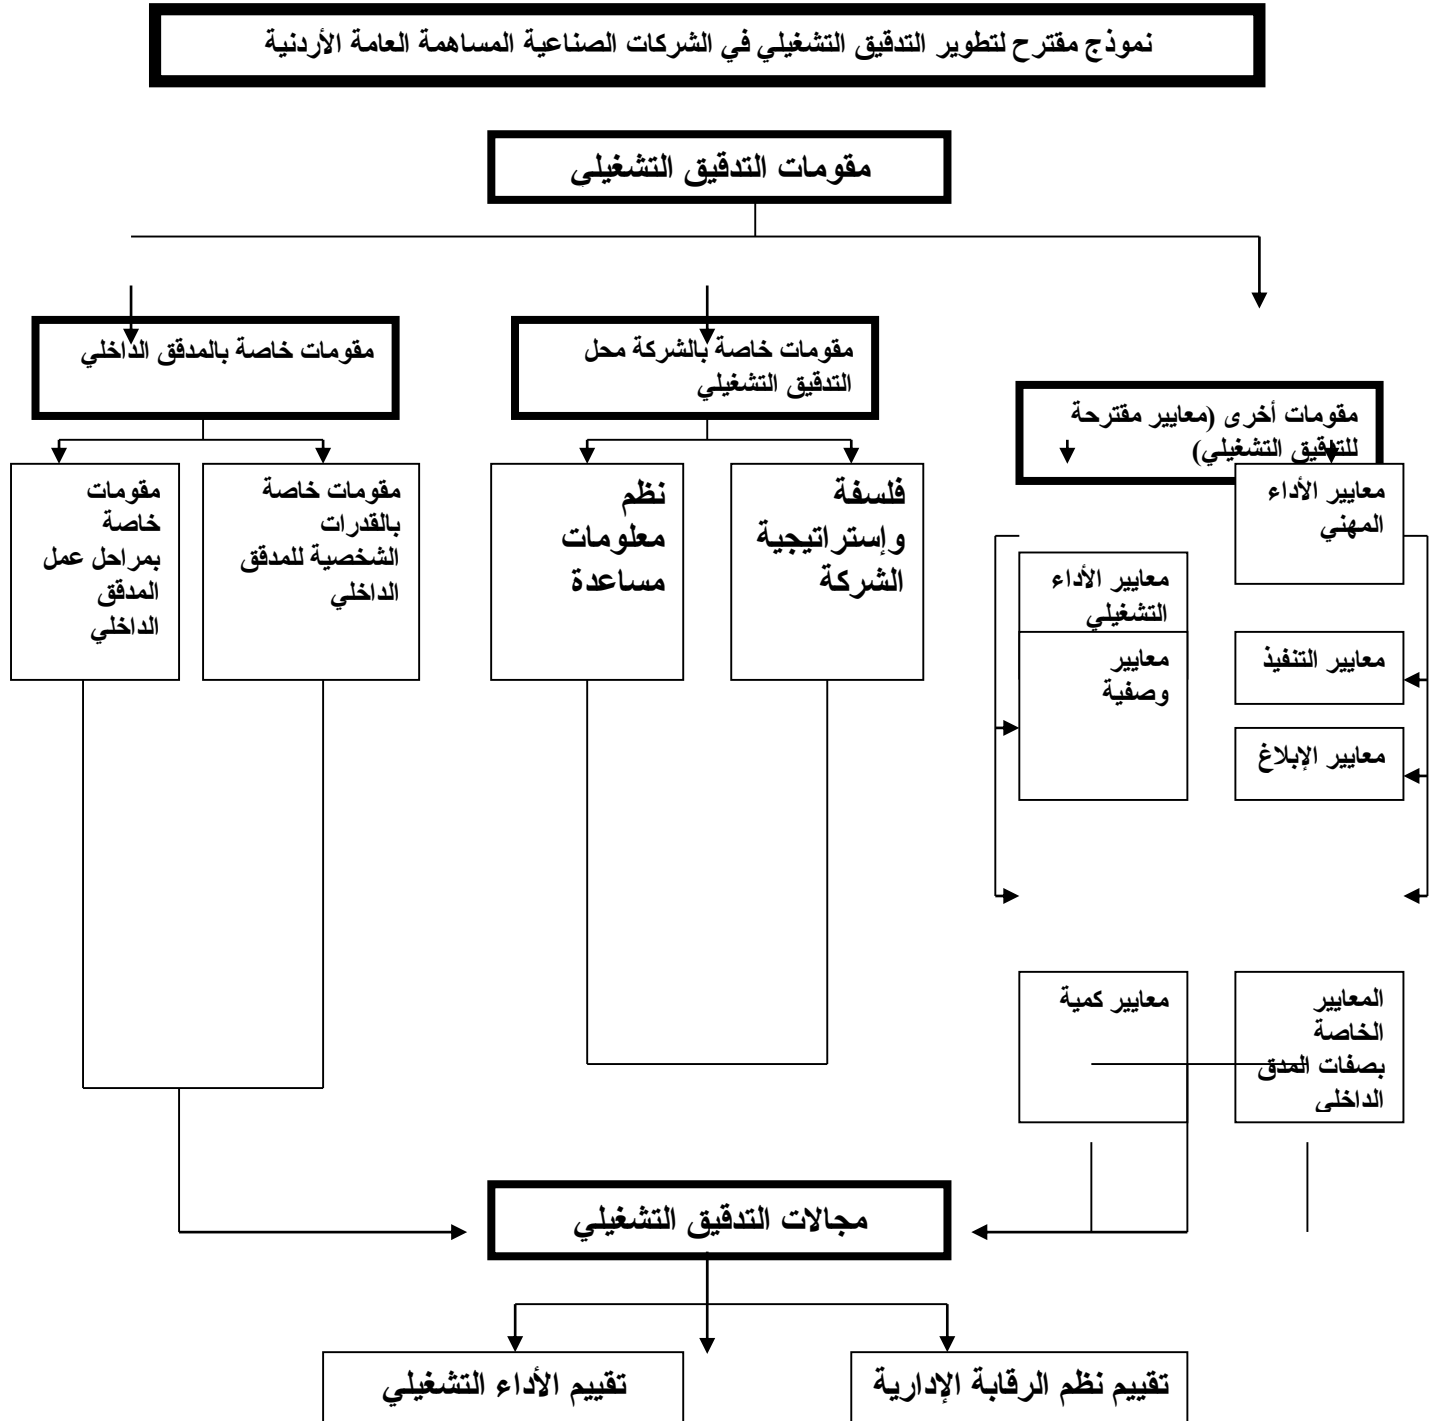 نموذج مقترح لتطوير التدقيق التشغيلي في الشركات الصناعية المساهمة العامة الأردنية
مقومات التدقيق التشغيلي
مقومات أخرى (معايير مقترحة
للتدقيق التشغيلي)
مقومات خاصة بالشركة محل
التدقيق التشغيلي
مقومات خاصة بالمدقق الداخلي
معايير الأداء
المهني
معايير الأداء
التشغيلي
فلسفة
وإستراتيجية
الشركة
نظم
معلومات
مساعدة
مقومات خاصة
بالقدرات
الشخصية للمدقق
الداخلي
مقومات
خاصة
بمراحل عمل
المدقق
الداخلي
معايير التنفيذ
معايير
وصفية
معايير الإبلاغ
المعايير
الخاصة
بصفات المدق
الداخلي
معايير كمية
مجالات التدقيق التشغيلي
تقييم نظم الرقابة الإدارية
تقييم الأداء التشغيلي